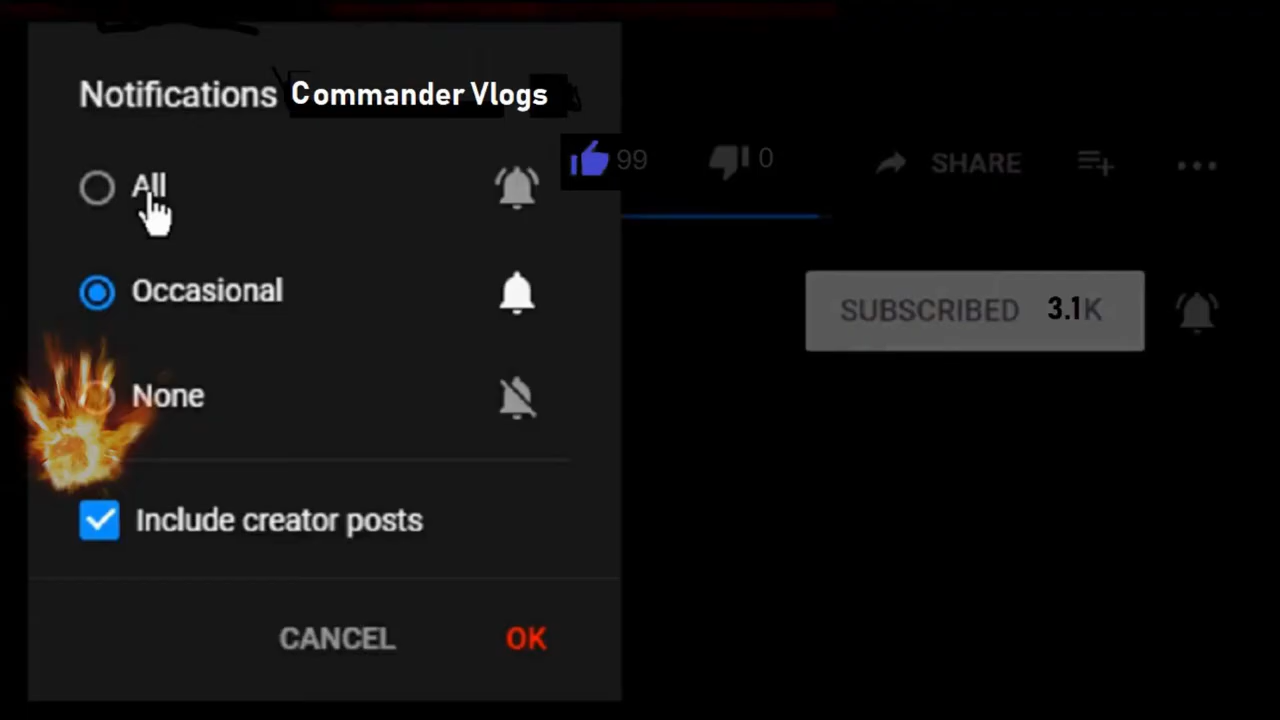 Notifications Commander Vlogs
All
Occasional
None
Include creator posts
CANCEL OK
99 0 SHARE
SUBSCRIBED 3.1K